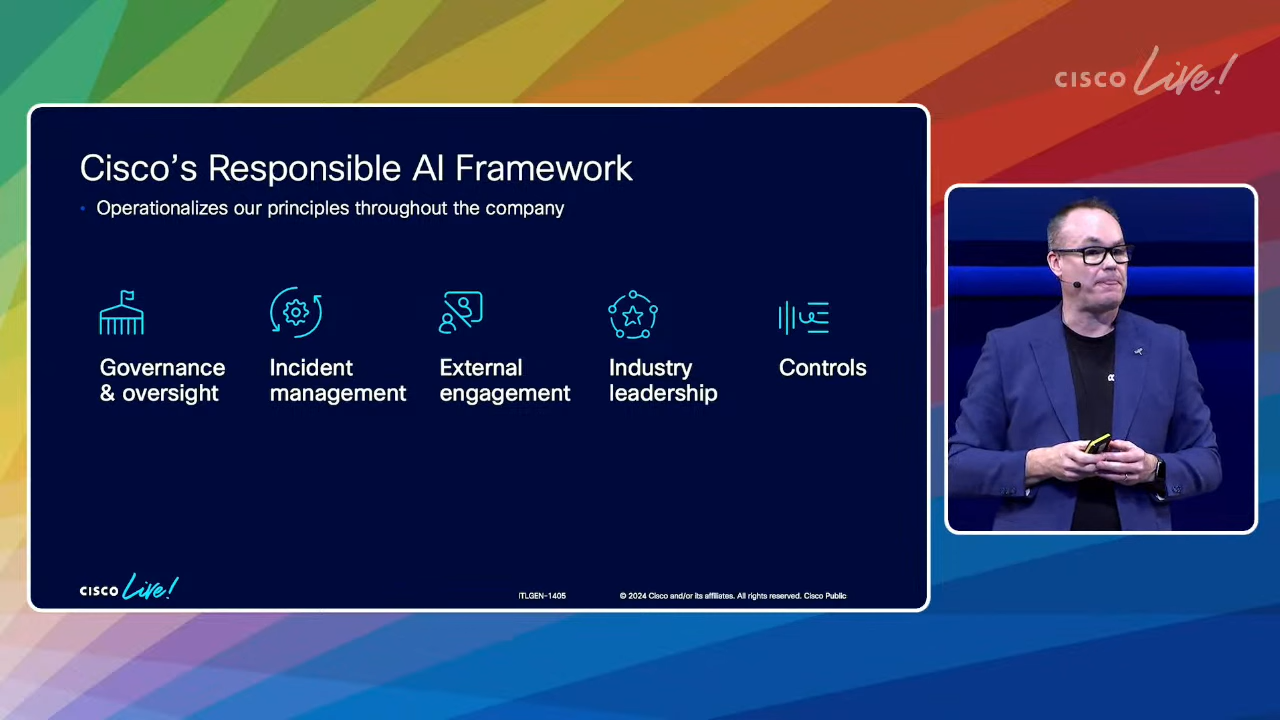 CISCO Live!
Cisco's Responsible AI Framework
• Operationalizes our principles throughout the company
Governance
& oversight
Incident
management
External
engagement
Industry
leadership
Controls
CISCO Live!
ITLGEN-1405
© 2024 Cisco and/or its affiliates. All rights reserved. Cisco Public